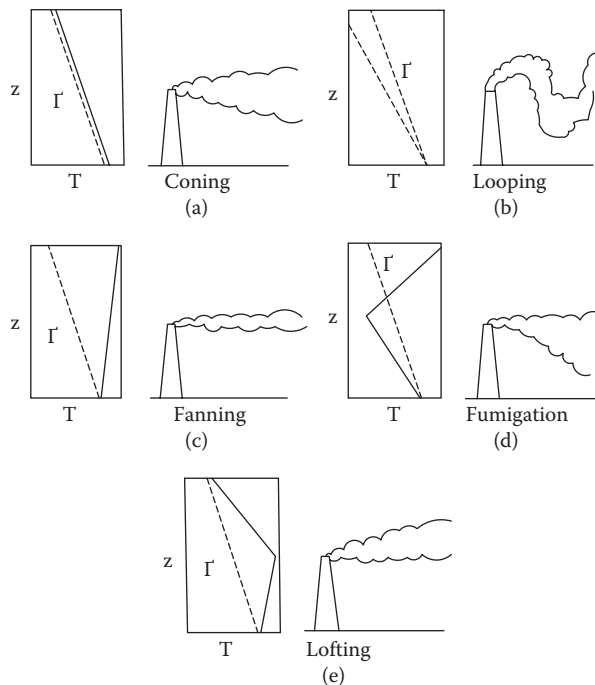 z
Γ
T
Coning
(a)
z
Γ
T
Looping
(b)
z
Γ
T
Fanning
(c)
z
Γ
T
Fumigation
(d)
z
Γ
T
Lofting
(e)